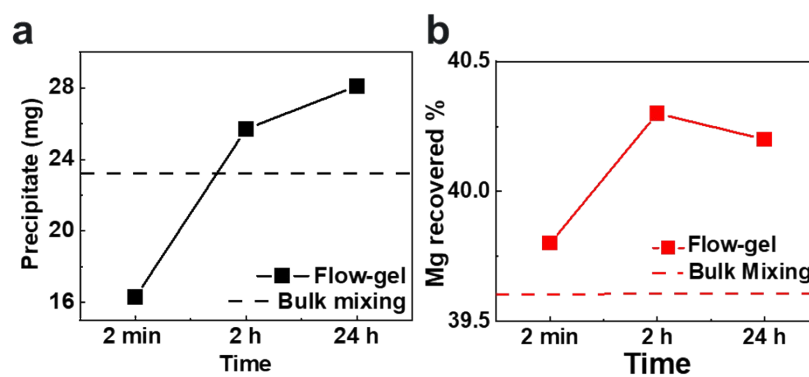 a
Precipitate (mg)
28
24
20
16
Flow-gel
Bulk mixing
2 min
2 h
24 h
Time
b
Mg recovered %
40.5
40.0
39.5
Flow-gel
Bulk Mixing
2 min
2 h
24 h
Time